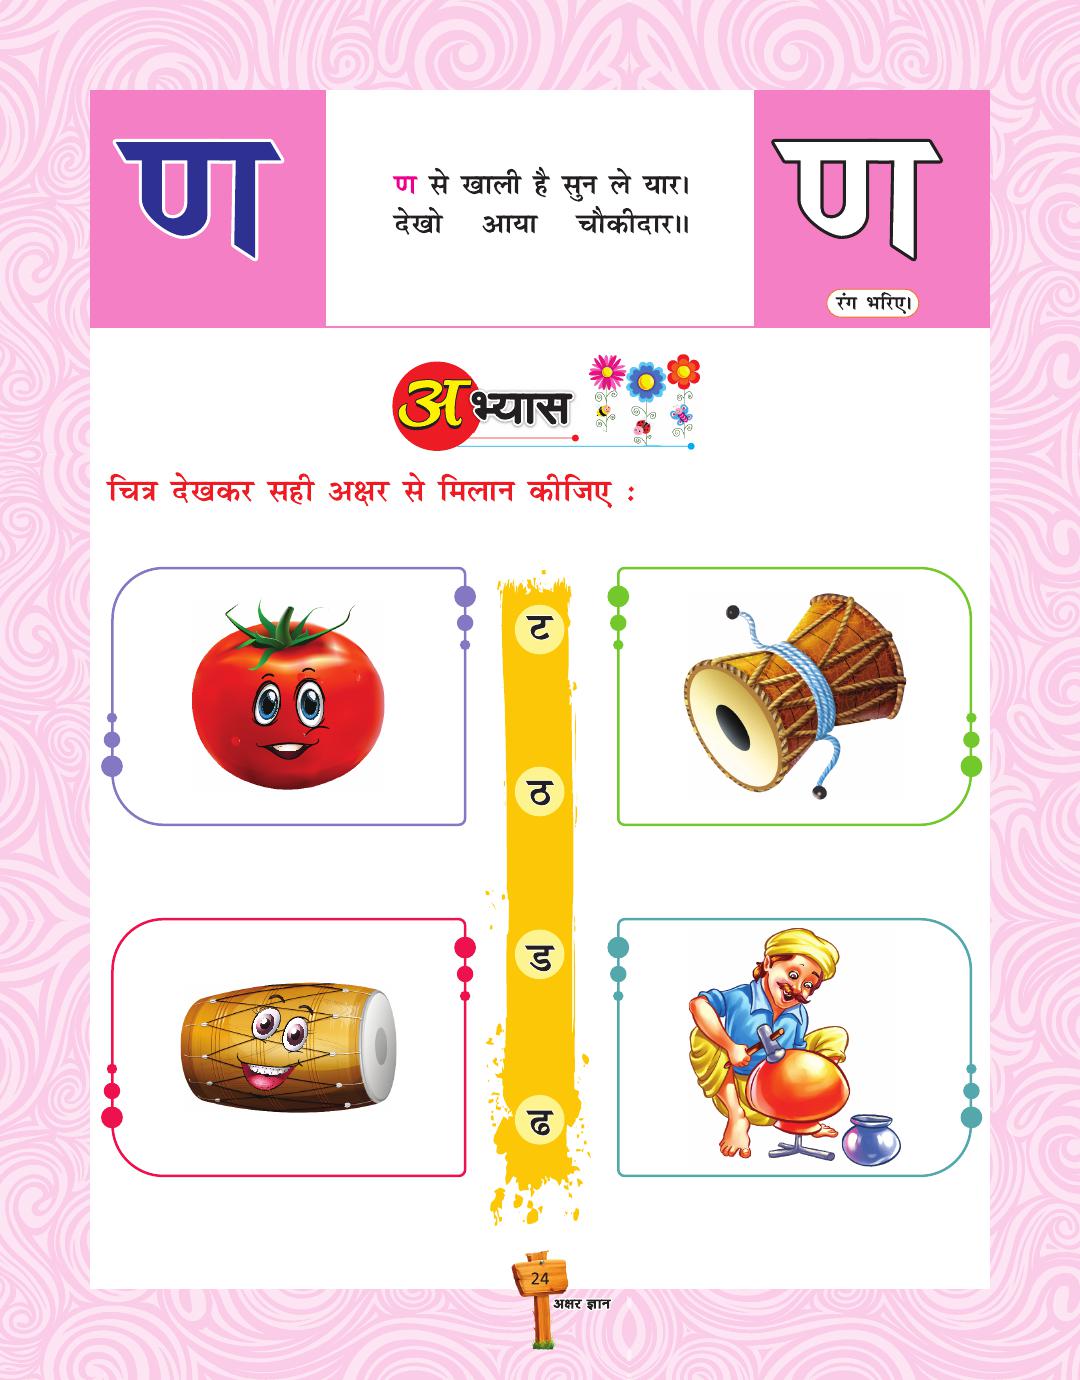 ण
ण से खाली है सुन ले यार।
देखो आया चौकीदार॥
ण
रंग भरिए।
अभ्यास
चित्र देखकर सही अक्षर से मिलान कीजिए :
ट
ठ
ड
ढ
24
अक्षर ज्ञान